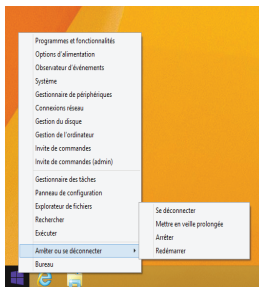 Programmes et fonctionnalités
Options d'alimentation
Observateur d'événements
Système
Gestionnaire de périphériques
Connexions réseau
Gestion du disque
Gestion de l'ordinateur
Invite de commandes
Invite de commandes (admin)
Gestionnaire des tâches
Panneau de configuration
Explorateur de fichiers
Rechercher
Exécuter
Arrêter ou se déconnecter
Bureau
Se déconnecter
Mettre en veille prolongée
Arrêter
Redémarrer